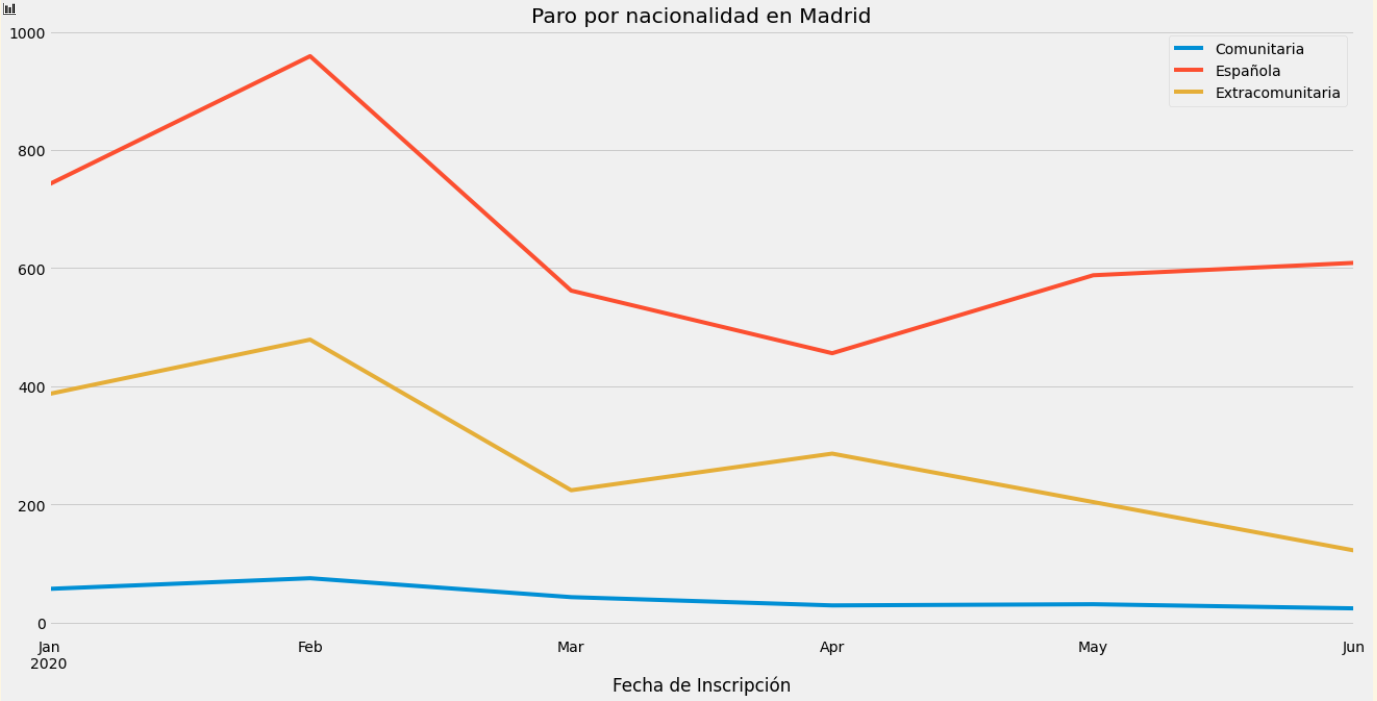 Paro por nacionalidad en Madrid
1000
800
600
400
200
0
Comunitaria
Española
Extracomunitaria
Jan Feb Mar Apr May Jun
2020
Fecha de Inscripción